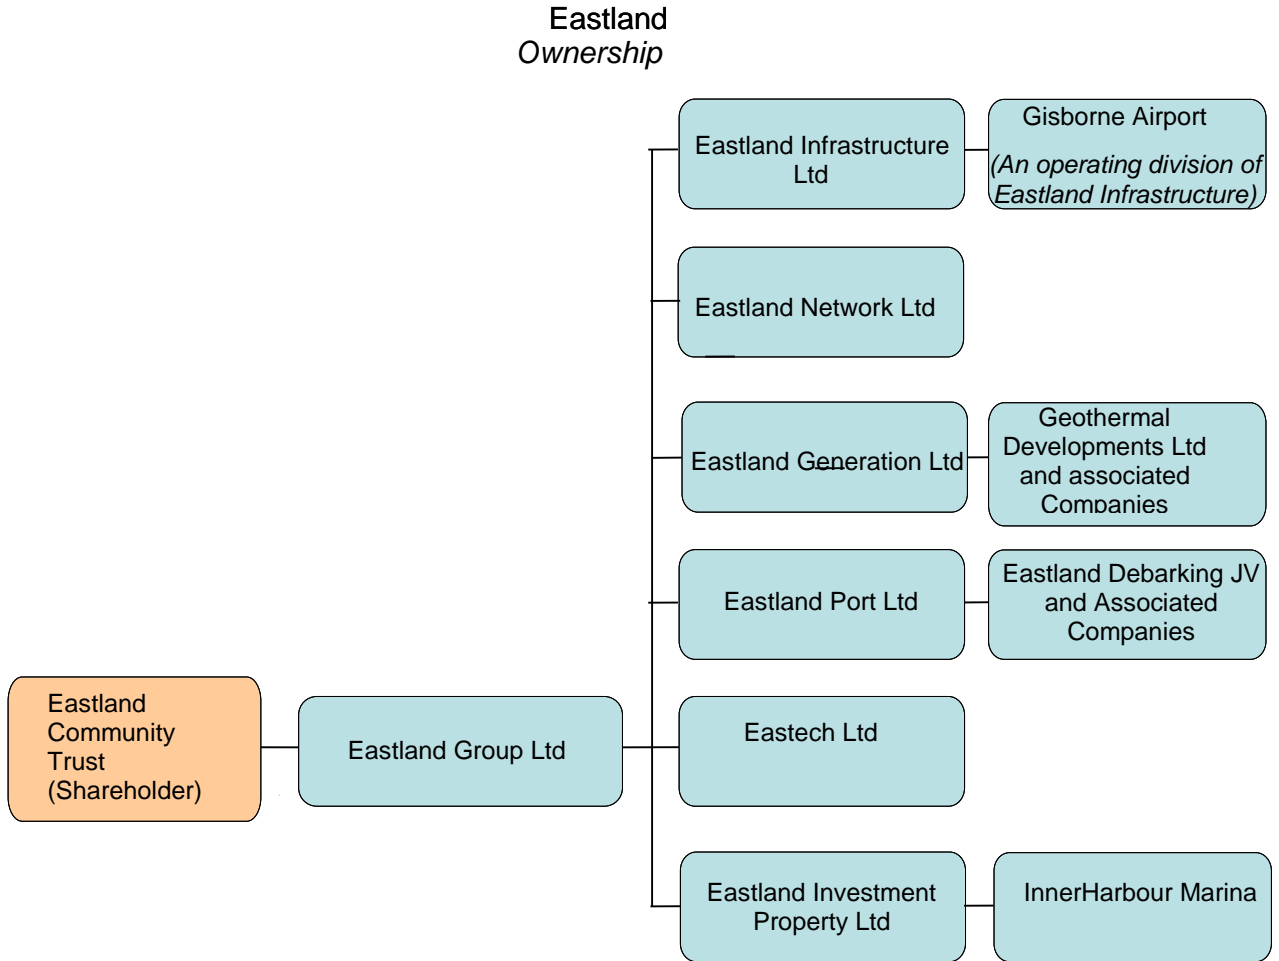 Eastland
Ownership
Eastland Infrastructure
Ltd
Gisborne Airport
(An operating division of
Eastland Infrastructure)
Eastland Network Ltd
Eastland Generation Ltd
Geothermal
Developments Ltd
and associated
Companies
Eastland Port Ltd
Eastland Debarking JV
and Associated
Companies
Eastland
Community
Trust
(Shareholder)
Eastland Group Ltd
Eastech Ltd
Eastland Investment
Property Ltd
InnerHarbour Marina